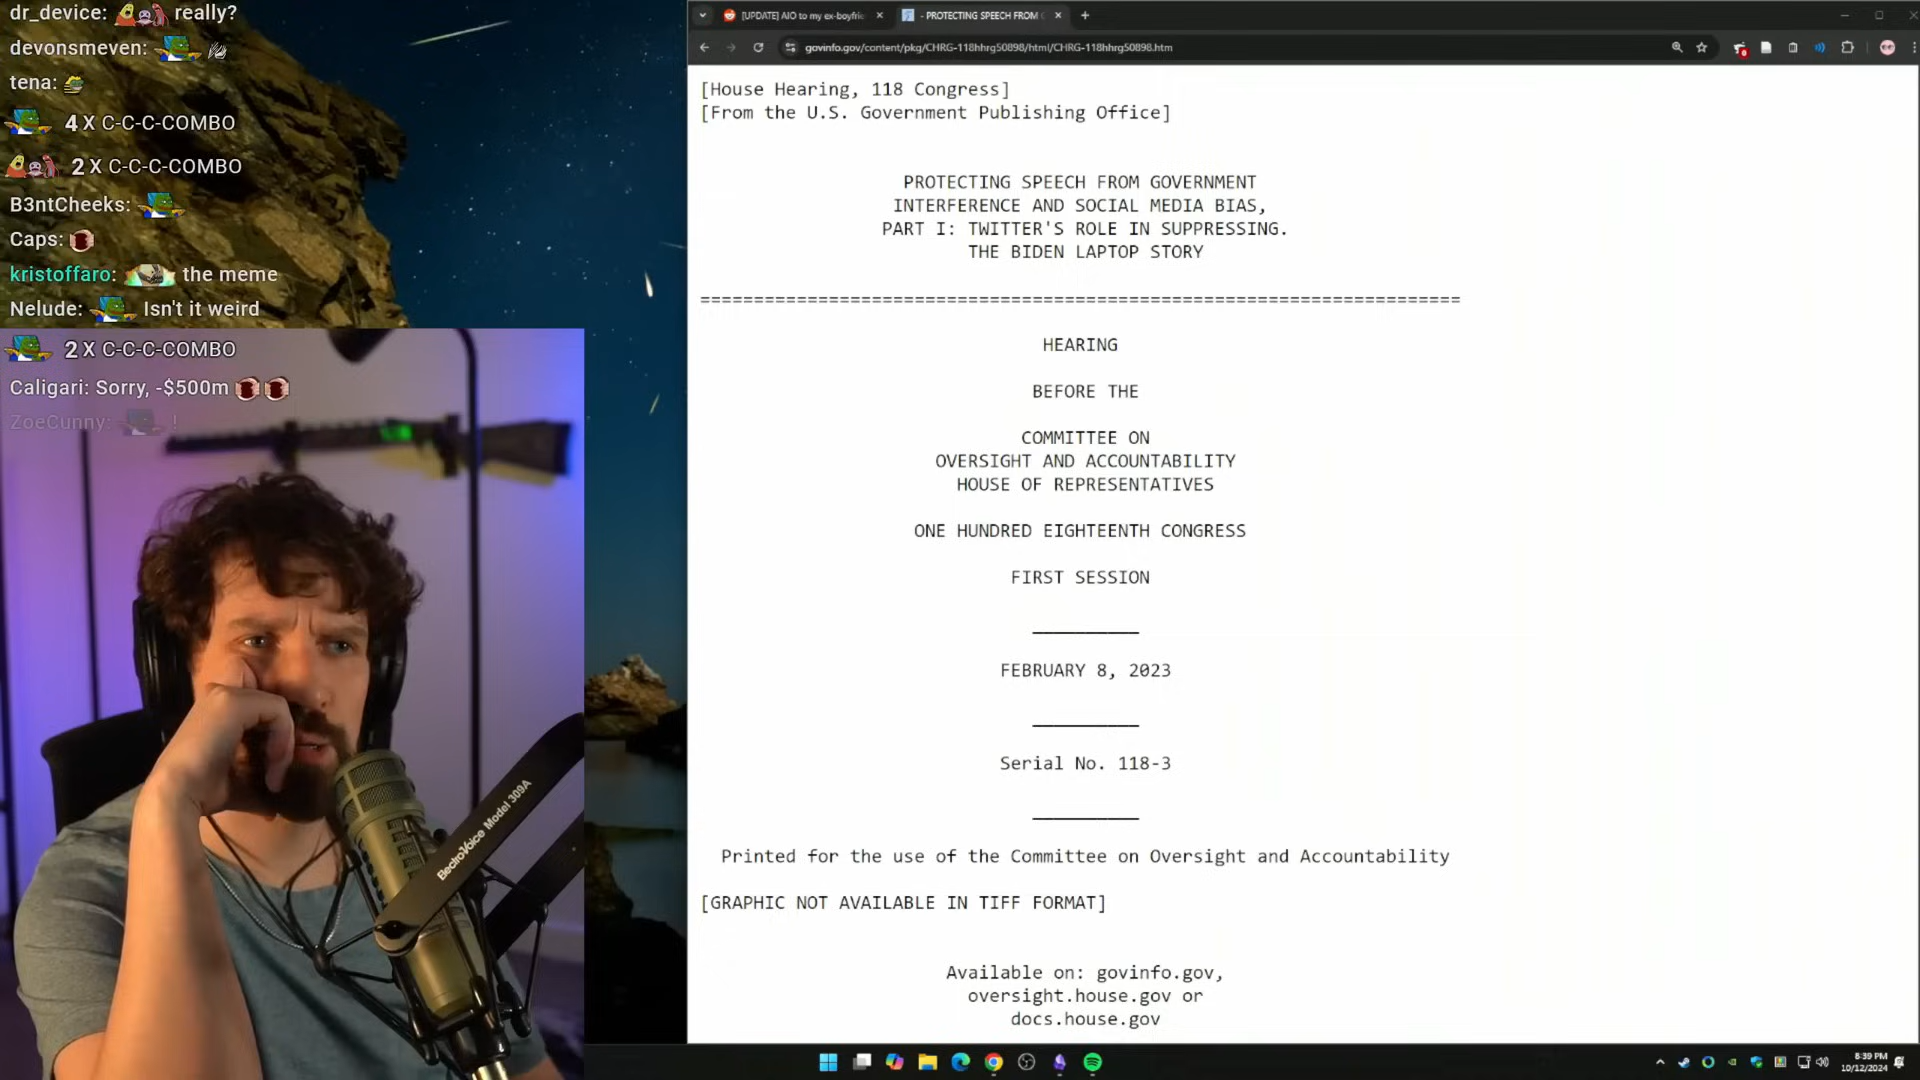 dr_device: really?
devonsmeven:
tena:
4 X C-C-C-COMBO
2 X C-C-C-COMBO
B3ntCheeks:
Caps:
kristoffaro: the meme
Nelude: Isn't it weird
2 X C-C-C-COMBO
Caligari: Sorry, -$500m
ZoeCunny: !
ElectroVoice Model 309A
[UPDATE] AIO to my ex-boyfrie
- PROTECTING SPEECH FROM G
govinfo.gov/content/pkg/CHRG-118hhrg50898/html/CHRG-118hhrg50898.htm
[House Hearing, 118 Congress]
[From the U.S. Government Publishing Office]
PROTECTING SPEECH FROM GOVERNMENT
INTERFERENCE AND SOCIAL MEDIA BIAS,
PART I: TWITTER'S ROLE IN SUPPRESSING.
THE BIDEN LAPTOP STORY
=======================================================================
HEARING
BEFORE THE
COMMITTEE ON
OVERSIGHT AND ACCOUNTABILITY
HOUSE OF REPRESENTATIVES
ONE HUNDRED EIGHTEENTH CONGRESS
FIRST SESSION
__________
FEBRUARY 8, 2023
__________
Serial No. 118-3
__________
Printed for the use of the Committee on Oversight and Accountability
[GRAPHIC NOT AVAILABLE IN TIFF FORMAT]
Available on: govinfo.gov,
oversight.house.gov or
docs.house.gov
8:39 PM
10/12/2024